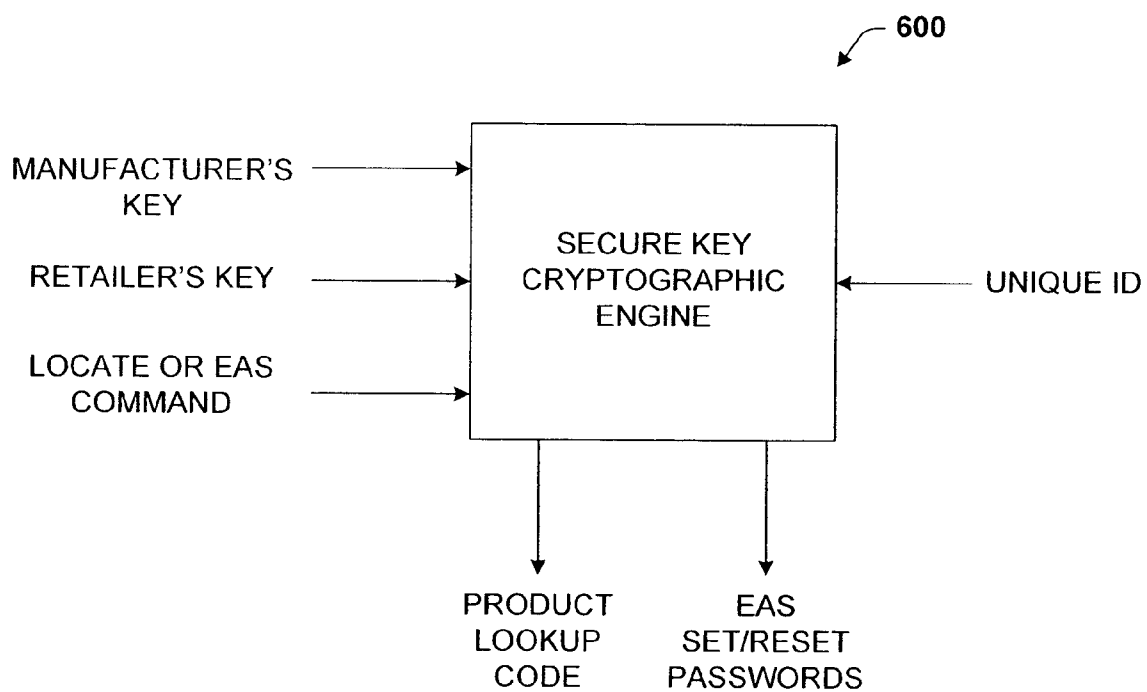 600
MANUFACTURER'S
KEY
RETAILER'S KEY
LOCATE OR EAS
COMMAND
SECURE KEY
CRYPTOGRAPHIC
ENGINE
UNIQUE ID
PRODUCT
LOOKUP
CODE
EAS
SET/RESET
PASSWORDS